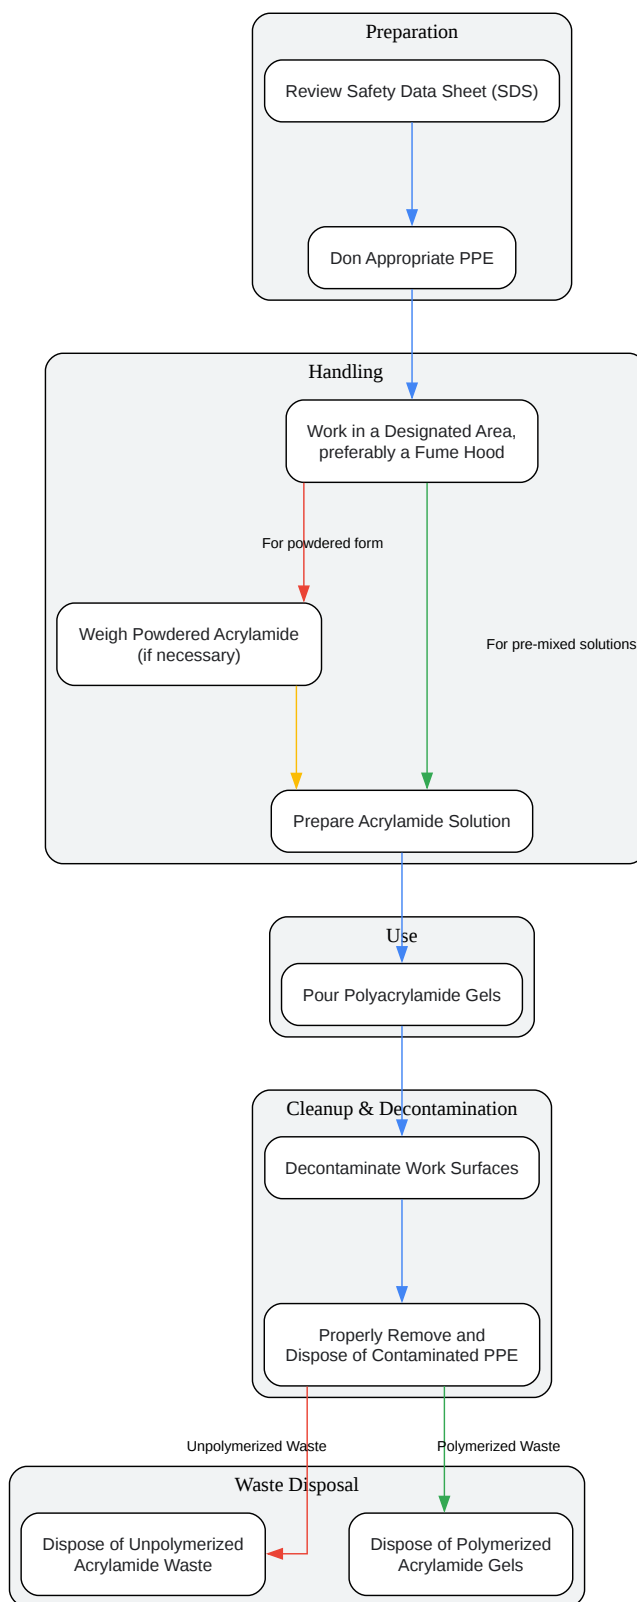 Preparation
Review Safety Data Sheet (SDS)
Don Appropriate PPE
Handling
Work in a Designated Area,
preferably a Fume Hood
For powdered form
Weigh Powdered Acrylamide
(if necessary)
For pre-mixed solutions
Prepare Acrylamide Solution
Use
Pour Polyacrylamide Gels
Cleanup & Decontamination
Decontaminate Work Surfaces
Properly Remove and
Dispose of Contaminated PPE
Unpolymerized Waste
Polymerized Waste
Waste Disposal
Dispose of Unpolymerized
Acrylamide Waste
Dispose of Polymerized
Acrylamide Gels